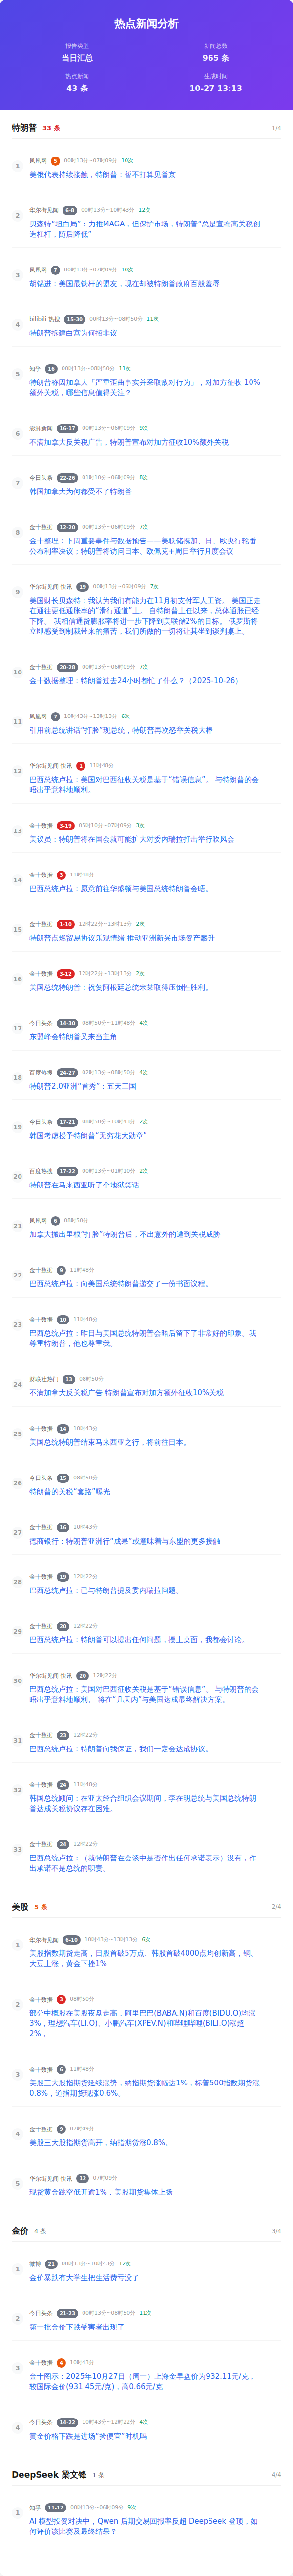 热点新闻分析
报告类型
新闻总数
当日汇总
965 条
热点新闻
生成时间
43 条
10-27 13:13
特朗普 33 条 1/4
1 凤凰网 5 00时13分~07时09分 10次
美俄代表持续接触，特朗普：暂不打算见普京
2 华尔街见闻 6-8 00时13分~10时43分 12次
贝森特“坦白局”：力推MAGA，但保护市场，特朗普“总是宣布高关税创
造杠杆，随后降低”
3 凤凰网 7 00时13分~07时09分 10次
胡锡进：美国最铁杆的盟友，现在却被特朗普政府百般羞辱
4 bilibili 热搜 15-30 00时13分~08时50分 11次
特朗普拆建白宫为何招非议
5 知乎 16 00时13分~08时50分 11次
特朗普称因加拿大「严重歪曲事实并采取敌对行为」，对加方征收 10%
额外关税，哪些信息值得关注？
6 澎湃新闻 16-17 00时13分~06时09分 9次
不满加拿大反关税广告，特朗普宣布对加方征收10%额外关税
7 今日头条 22-26 01时10分~06时09分 8次
韩国加拿大为何都受不了特朗普
8 金十数据 12-20 00时13分~06时09分 7次
金十整理：下周重要事件与数据预告——美联储携加、日、欧央行轮番
公布利率决议；特朗普将访问日本、欧佩克+周日举行月度会议
9 华尔街见闻-快讯 19 00时13分~06时09分 7次
美国财长贝森特：我认为我们有能力在11月初支付军人工资。 美国正走
在通往更低通胀率的“滑行通道”上。 自特朗普上任以来，总体通胀已经
下降。 我相信通货膨胀率将进一步下降到美联储2%的目标。 俄罗斯将
立即感受到制裁带来的痛苦，我们所做的一切将让其坐到谈判桌上。
10 金十数据 20-28 00时13分~06时09分 7次
金十数据整理：特朗普过去24小时都忙了什么？（2025-10-26）
11 凤凰网 7 10时43分~13时13分 6次
引用前总统讲话“打脸”现总统，特朗普再次怒举关税大棒
12 华尔街见闻-快讯 1 11时48分
巴西总统卢拉：美国对巴西征收关税是基于“错误信息”。 与特朗普的会
晤出乎意料地顺利。
13 金十数据 3-19 05时10分~07时09分 3次
美议员：特朗普将在国会就可能扩大对委内瑞拉打击举行吹风会
14 金十数据 3 11时48分
巴西总统卢拉：愿意前往华盛顿与美国总统特朗普会晤。
15 金十数据 1-10 12时22分~13时13分 2次
特朗普点燃贸易协议乐观情绪 推动亚洲新兴市场资产攀升
16 金十数据 3-12 12时22分~13时13分 2次
美国总统特朗普：祝贺阿根廷总统米莱取得压倒性胜利。
17 今日头条 14-30 08时50分~11时48分 4次
东盟峰会特朗普又来当主角
18 百度热搜 24-27 02时13分~08时50分 4次
特朗普2.0亚洲“首秀”：五天三国
19 今日头条 17-21 08时50分~10时43分 2次
韩国考虑授予特朗普“无穷花大勋章”
20 百度热搜 17-22 00时13分~01时10分 2次
特朗普在马来西亚听了个地狱笑话
21 凤凰网 6 08时50分
加拿大搬出里根“打脸”特朗普后，不出意外的遭到关税威胁
22 金十数据 9 11时48分
巴西总统卢拉：向美国总统特朗普递交了一份书面议程。
23 金十数据 10 11时48分
巴西总统卢拉：昨日与美国总统特朗普会晤后留下了非常好的印象。我
尊重特朗普，他也尊重我。
24 财联社热门 13 08时50分
不满加拿大反关税广告 特朗普宣布对加方额外征收10%关税
25 金十数据 14 10时43分
美国总统特朗普结束马来西亚之行，将前往日本。
26 今日头条 15 08时50分
特朗普的关税“套路”曝光
27 金十数据 16 10时43分
德商银行：特朗普亚洲行“成果”或意味着与东盟的更多接触
28 金十数据 19 12时22分
巴西总统卢拉：已与特朗普提及委内瑞拉问题。
29 金十数据 20 12时22分
巴西总统卢拉：特朗普可以提出任何问题，摆上桌面，我都会讨论。
30 华尔街见闻-快讯 20 12时22分
巴西总统卢拉：美国对巴西征收关税是基于“错误信息”。 与特朗普的会
晤出乎意料地顺利。 将在“几天内”与美国达成最终解决方案。
31 金十数据 23 12时22分
巴西总统卢拉：特朗普向我保证，我们一定会达成协议。
32 金十数据 24 11时48分
韩国总统顾问：在亚太经合组织会议期间，李在明总统与美国总统特朗
普达成关税协议存在困难。
33 金十数据 24 12时22分
巴西总统卢拉：（就特朗普在会谈中是否作出任何承诺表示）没有，作
出承诺不是总统的职责。
美股 5 条 2/4
1 华尔街见闻 6-10 10时43分~13时13分 6次
美股指数期货走高，日股首破5万点、韩股首破4000点均创新高，铜、
大豆上涨，黄金下挫1%
2 金十数据 3 08时50分
部分中概股在美股夜盘走高，阿里巴巴(BABA.N)和百度(BIDU.O)均涨
3%，理想汽车(LI.O)、小鹏汽车(XPEV.N)和哔哩哔哩(BILI.O)涨超
2%，
3 金十数据 6 11时48分
美股三大股指期货延续涨势，纳指期货涨幅达1%，标普500指数期货涨
0.8%，道指期货现涨0.6%。
4 金十数据 9 07时09分
美股三大股指期货高开，纳指期货涨0.8%。
5 华尔街见闻-快讯 12 07时09分
现货黄金跳空低开逾1%，美股期货集体上扬
金价 4 条 3/4
1 微博 21 00时13分~10时43分 12次
金价暴跌有大学生把生活费亏没了
2 今日头条 21-23 00时13分~08时50分 11次
第一批金价下跌受害者出现了
3 金十数据 4 10时43分
金十图示：2025年10月27日（周一）上海金早盘价为932.11元/克，
较国际金价(931.45元/克)，高0.66元/克
4 今日头条 14-22 10时43分~12时22分 4次
黄金价格下跌是进场“捡便宜”时机吗
DeepSeek 梁文锋 1 条 4/4
1 知乎 11-12 00时13分~06时09分 9次
AI 模型投资对决中，Qwen 后期交易回报率反超 DeepSeek 登顶，如
何评价该比赛及最终结果？